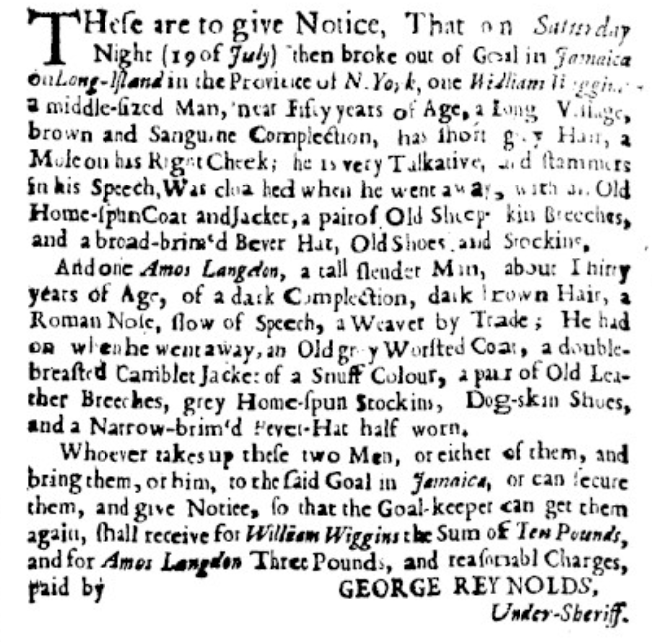 THeſe are to give Notice, That on Saturday
Night (19 of July) then broke out of Goal in Jamaica
on Long-Iſland in the Province of N. York, one William Wiggins
a middle-ſized Man, near Fifty years of Age, a Long Viſage,
brown and Sanguine Complection, has ſhort grey Hair, a
Mole on his Right Cheek; he is very Talkative, and ſtammers
in his Speech, Was cloathed when he went away, with an Old
Home-ſpun Coat and Jacket, a pair of Old Sheep-ſkin Breeches,
and a broad-brim'd Bever Hat, Old Shoes and Stockins.
And one Amos Langdon, a tall ſlender Man, about Thirty
years of Age, of a dark Complection, dark brown Hair, a
Roman Noſe, ſlow of Speech, a Weaver by Trade; He had
on when he went away, an Old grey Worſted Coat, a double-
breaſted Camblet Jacket of a Snuff Colour, a pair of Old Lea-
ther Breeches, grey Home-ſpun Stockins, Dog-skin Shoes,
and a Narrow-brim'd Bever-Hat half worn.
Whoever takes up theſe two Men, or either of them, and
bring them, or him, to the ſaid Goal in Jamaica, or can ſecure
them, and give Notice, ſo that the Goal-keeper can get them
again, ſhall receive for William Wiggins the Sum of Ten Pounds,
and for Amos Langdon Three Pounds, and reaſonabl Charges,
paid by GEORGE REYNOLDS,
Under-Sheriff.